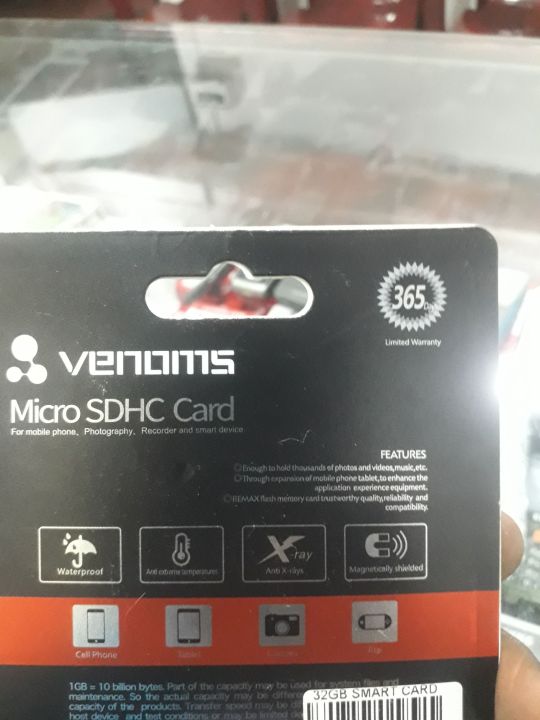 365
Limited Warranty
venoms
Micro SDHC Card
For mobile phone, Photography, Recorder and smart device
FEATURES
Enough to hold thousands of photos and videos,music,etc.
Through expansion of mobile phone tablet,to enhance the
application experience equipment.
REMAX flash memory card trustworthy quality,reliability and
compatibility.
Waterproof
Anti extreme temperatures
X-ray
Anti X-rays
Magnetically shielded
Cell Phone
Tablet
1GB = 10 billion bytes. Part of the capacity may be used for system files and
maintenance. So the actual capacity may be
capacity of the products. Transfer speed may be
host device and test conditions or may be limited
32GB SMART CARD